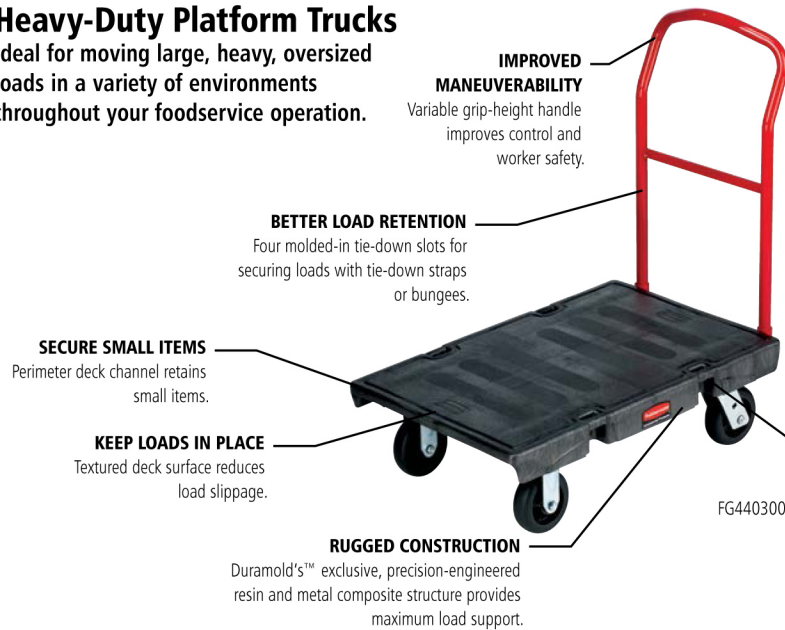 Heavy-Duty Platform Trucks
deal for moving large, heavy, oversized
oads in a variety of environments
hroughout your foodservice operation.
IMPROVED
MANEUVERABILITY
Variable grip-height handle
improves control and
worker safety.
BETTER LOAD RETENTION
Four molded-in tie-down slots for
securing loads with tie-down straps
or bungees.
SECURE SMALL ITEMS
Perimeter deck channel retains
small items.
KEEP LOADS IN PLACE
Textured deck surface reduces
load slippage.
FG440300
RUGGED CONSTRUCTION
Duramold's™ exclusive, precision-engineered
resin and metal composite structure provides
maximum load support.